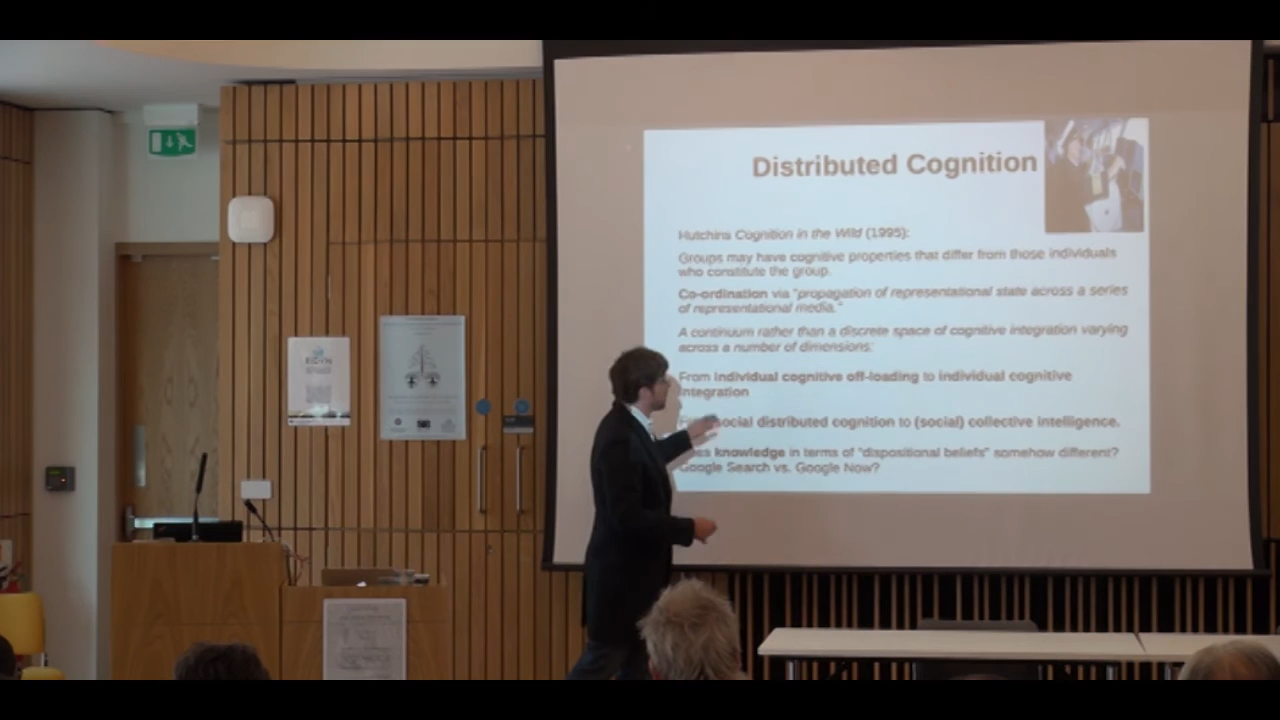 Distributed Cognition
Hutchins Cognition in the Wild (1995):
Groups may have cognitive properties that differ from those individuals
who constitute the group.
Co-ordination via "propagation of representational state across a series
of representational media."
A continuum rather than a discrete space of cognitive integration varying
across a number of dimensions:
From individual cognitive off-loading to individual cognitive
integration
social distributed cognition to (social) collective intelligence.
knowledge in terms of "dispositional beliefs" somehow different?
Google Search vs. Google Now?